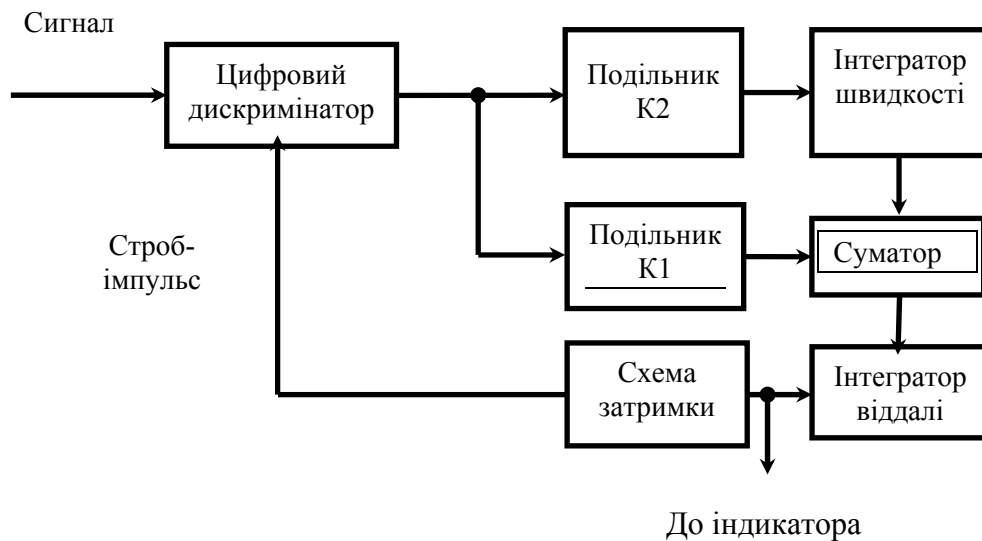 Сигнал
Цифровий
дискримінатор
Подільник
К2
Інтегратор
швидкості
Строб-
імпульс
Подільник
К1
Суматор
Схема
затримки
Інтегратор
віддалі
До індикатора